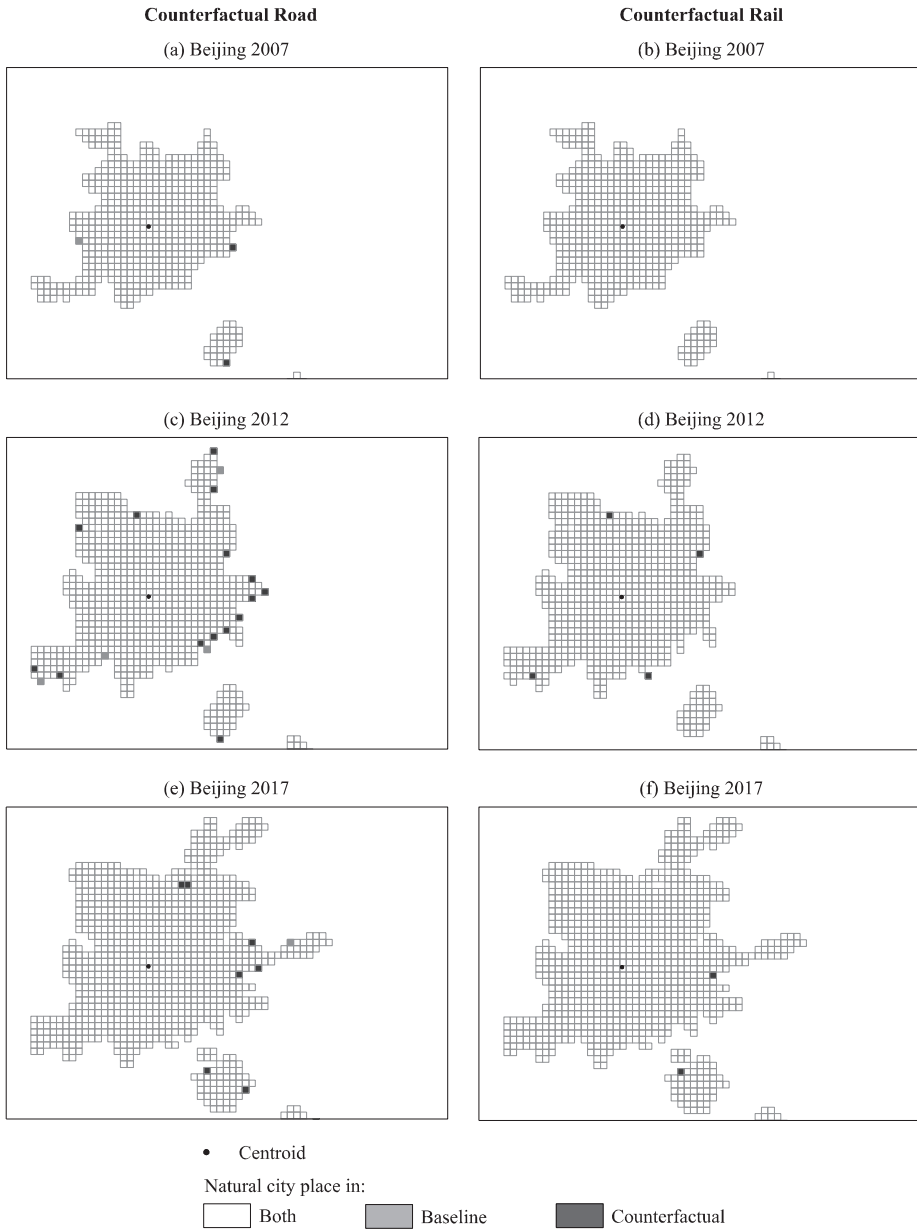 Counterfactual Road
Counterfactual Rail
(a) Beijing 2007
(b) Beijing 2007
(c) Beijing 2012
(d) Beijing 2012
(e) Beijing 2017
(f) Beijing 2017
Centroid
Natural city place in:
Both
Baseline
Counterfactual